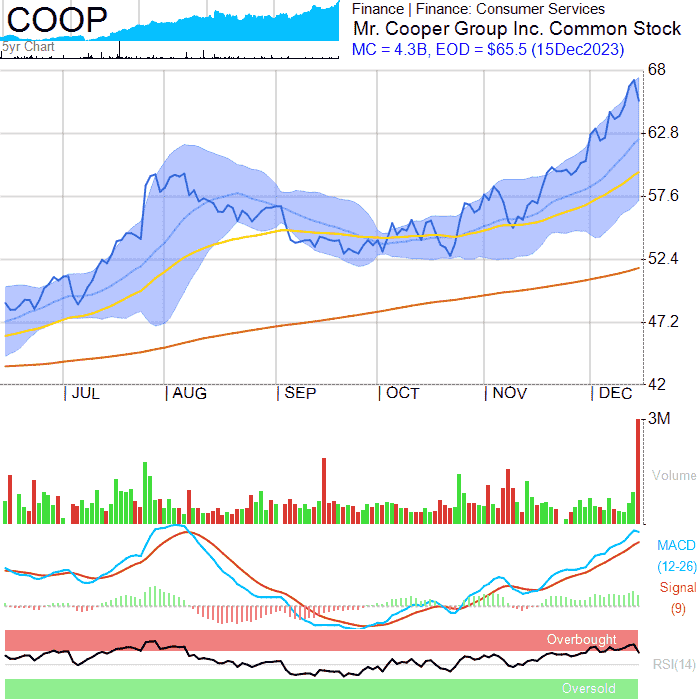 COOP
5yr Chart
Finance | Finance: Consumer Services
Mr. Cooper Group Inc. Common Stock
MC = 4.3B, EOD = $65.5 (15Dec2023)
68
62.8
57.6
52.4
47.2
42
JUL
AUG
SEP
OCT
NOV
DEC
3M
Volume
MACD
(12-26)
Signal
(9)
Overbought
RSI(14)
Oversold